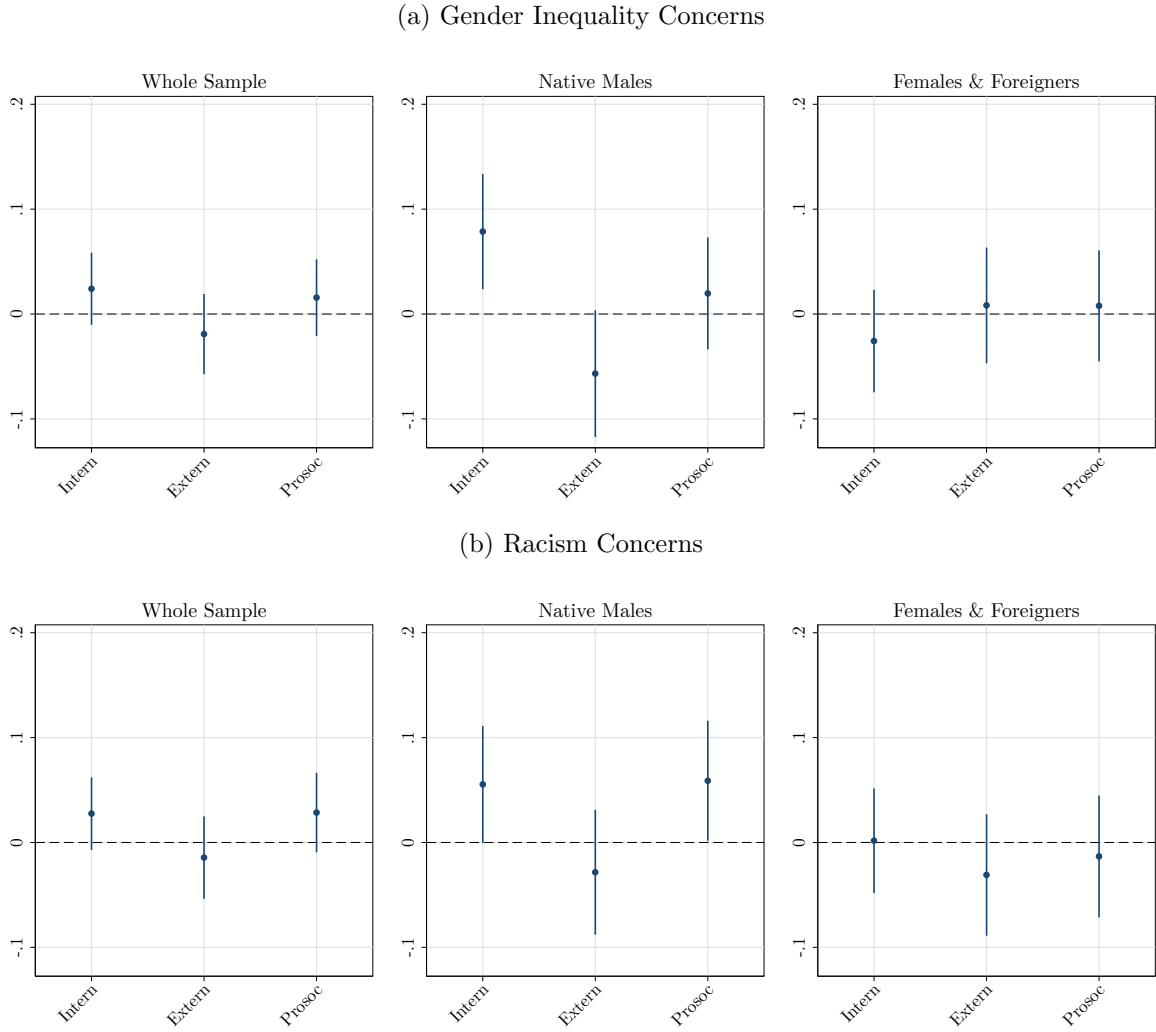 (a) Gender Inequality Concerns
Whole Sample
.2
.1
0
-.1
Intern
Extern
Prosoc
Native Males
.2
.1
0
-.1
Intern
Extern
Prosoc
Females & Foreigners
.2
.1
0
-.1
Intern
Extern
Prosoc
(b) Racism Concerns
Whole Sample
.2
.1
0
-.1
Intern
Extern
Prosoc
Native Males
.2
.1
0
-.1
Intern
Extern
Prosoc
Females & Foreigners
.2
.1
0
-.1
Intern
Extern
Prosoc